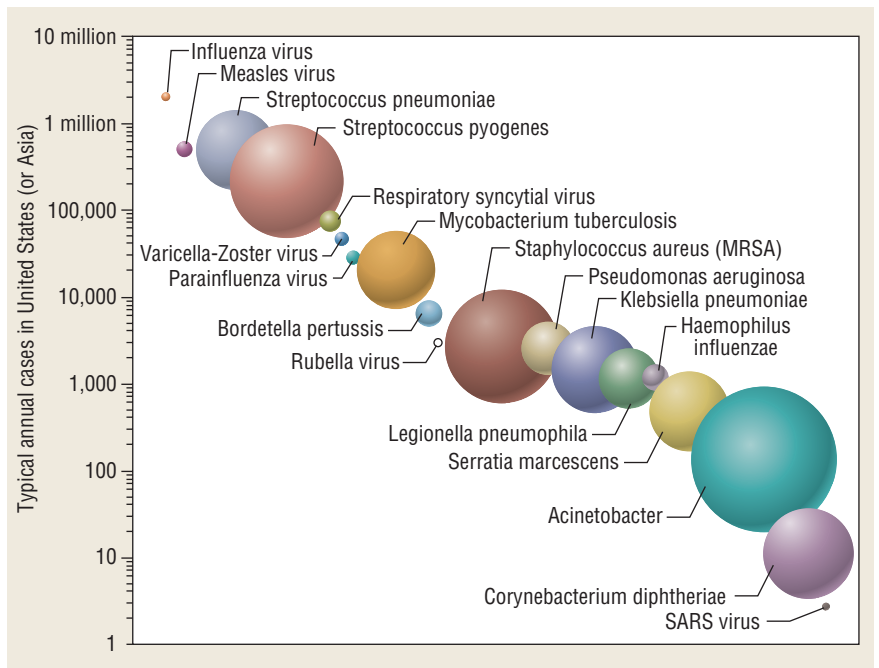 10 million
1 million
100,000
10,000
1,000
100
10
1
Typical annual cases in United States (or Asia)
Influenza virus
Measles virus
Streptococcus pneumoniae
Streptococcus pyogenes
Respiratory syncytial virus
Mycobacterium tuberculosis
Varicella-Zoster virus
Staphylococcus aureus (MRSA)
Parainfluenza virus
Pseudomonas aeruginosa
Klebsiella pneumoniae
Bordetella pertussis
Haemophilus
influenzae
Rubella virus
Legionella pneumophila
Serratia marcescens
Acinetobacter
Corynebacterium diphtheriae
SARS virus